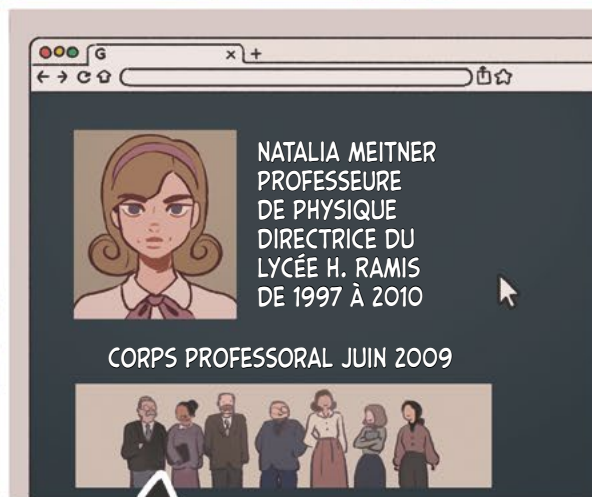 G
NATALIA MEITNER
PROFESSEURE
DE PHYSIQUE
DIRECTRICE DU
LYCÉE H. RAMIS
DE 1997 À 2010
CORPS PROFESSORAL JUIN 2009